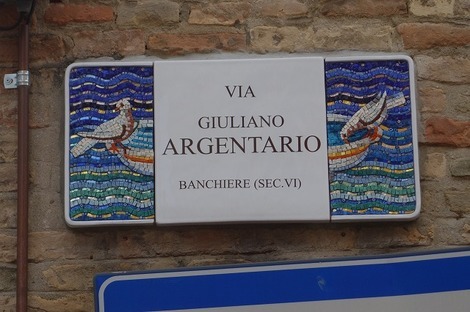 VIA
GIULIANO
ARGENTARIO
BANCHIERE (SEC.VI)